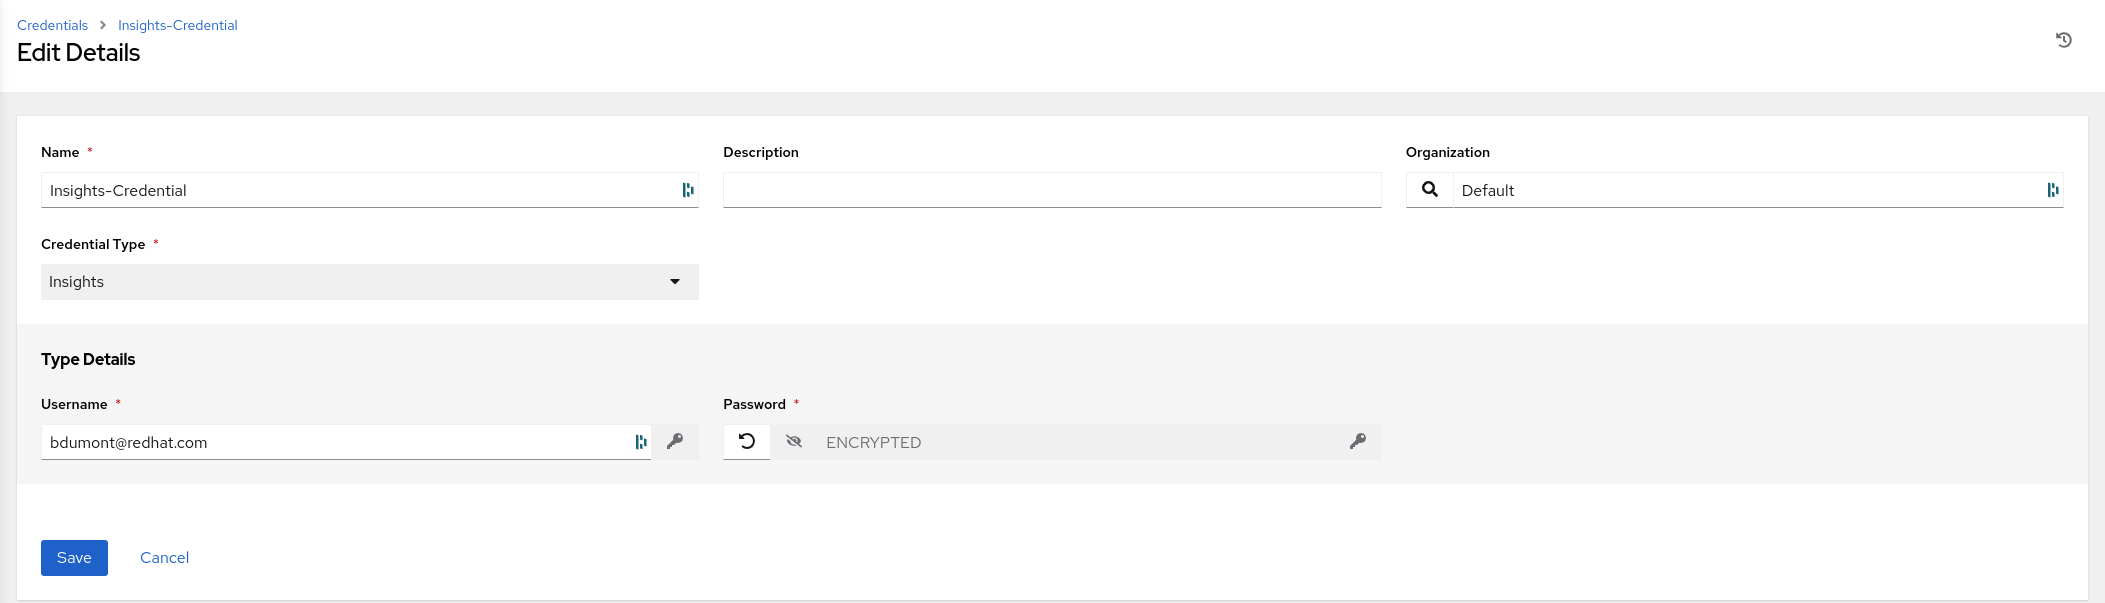 Credentials > Insights-Credential
Edit Details
Name * Description Organization
Insights-Credential Default
Credential Type *
Insights
Type Details
Username * Password *
bdumont@redhat.com ENCRYPTED
Save Cancel